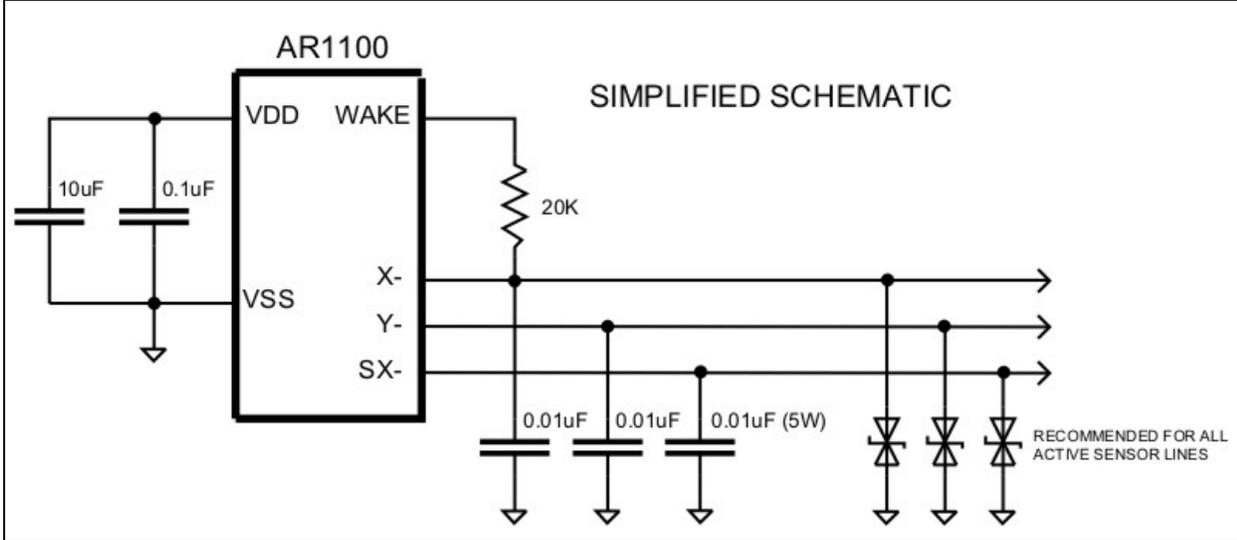 AR1100
SIMPLIFIED SCHEMATIC
VDD
WAKE
10uF
0.1uF
20K
X-
VSS
Y-
SX-
0.01uF
0.01uF
0.01uF (5W)
RECOMMENDED FOR ALL
ACTIVE SENSOR LINES